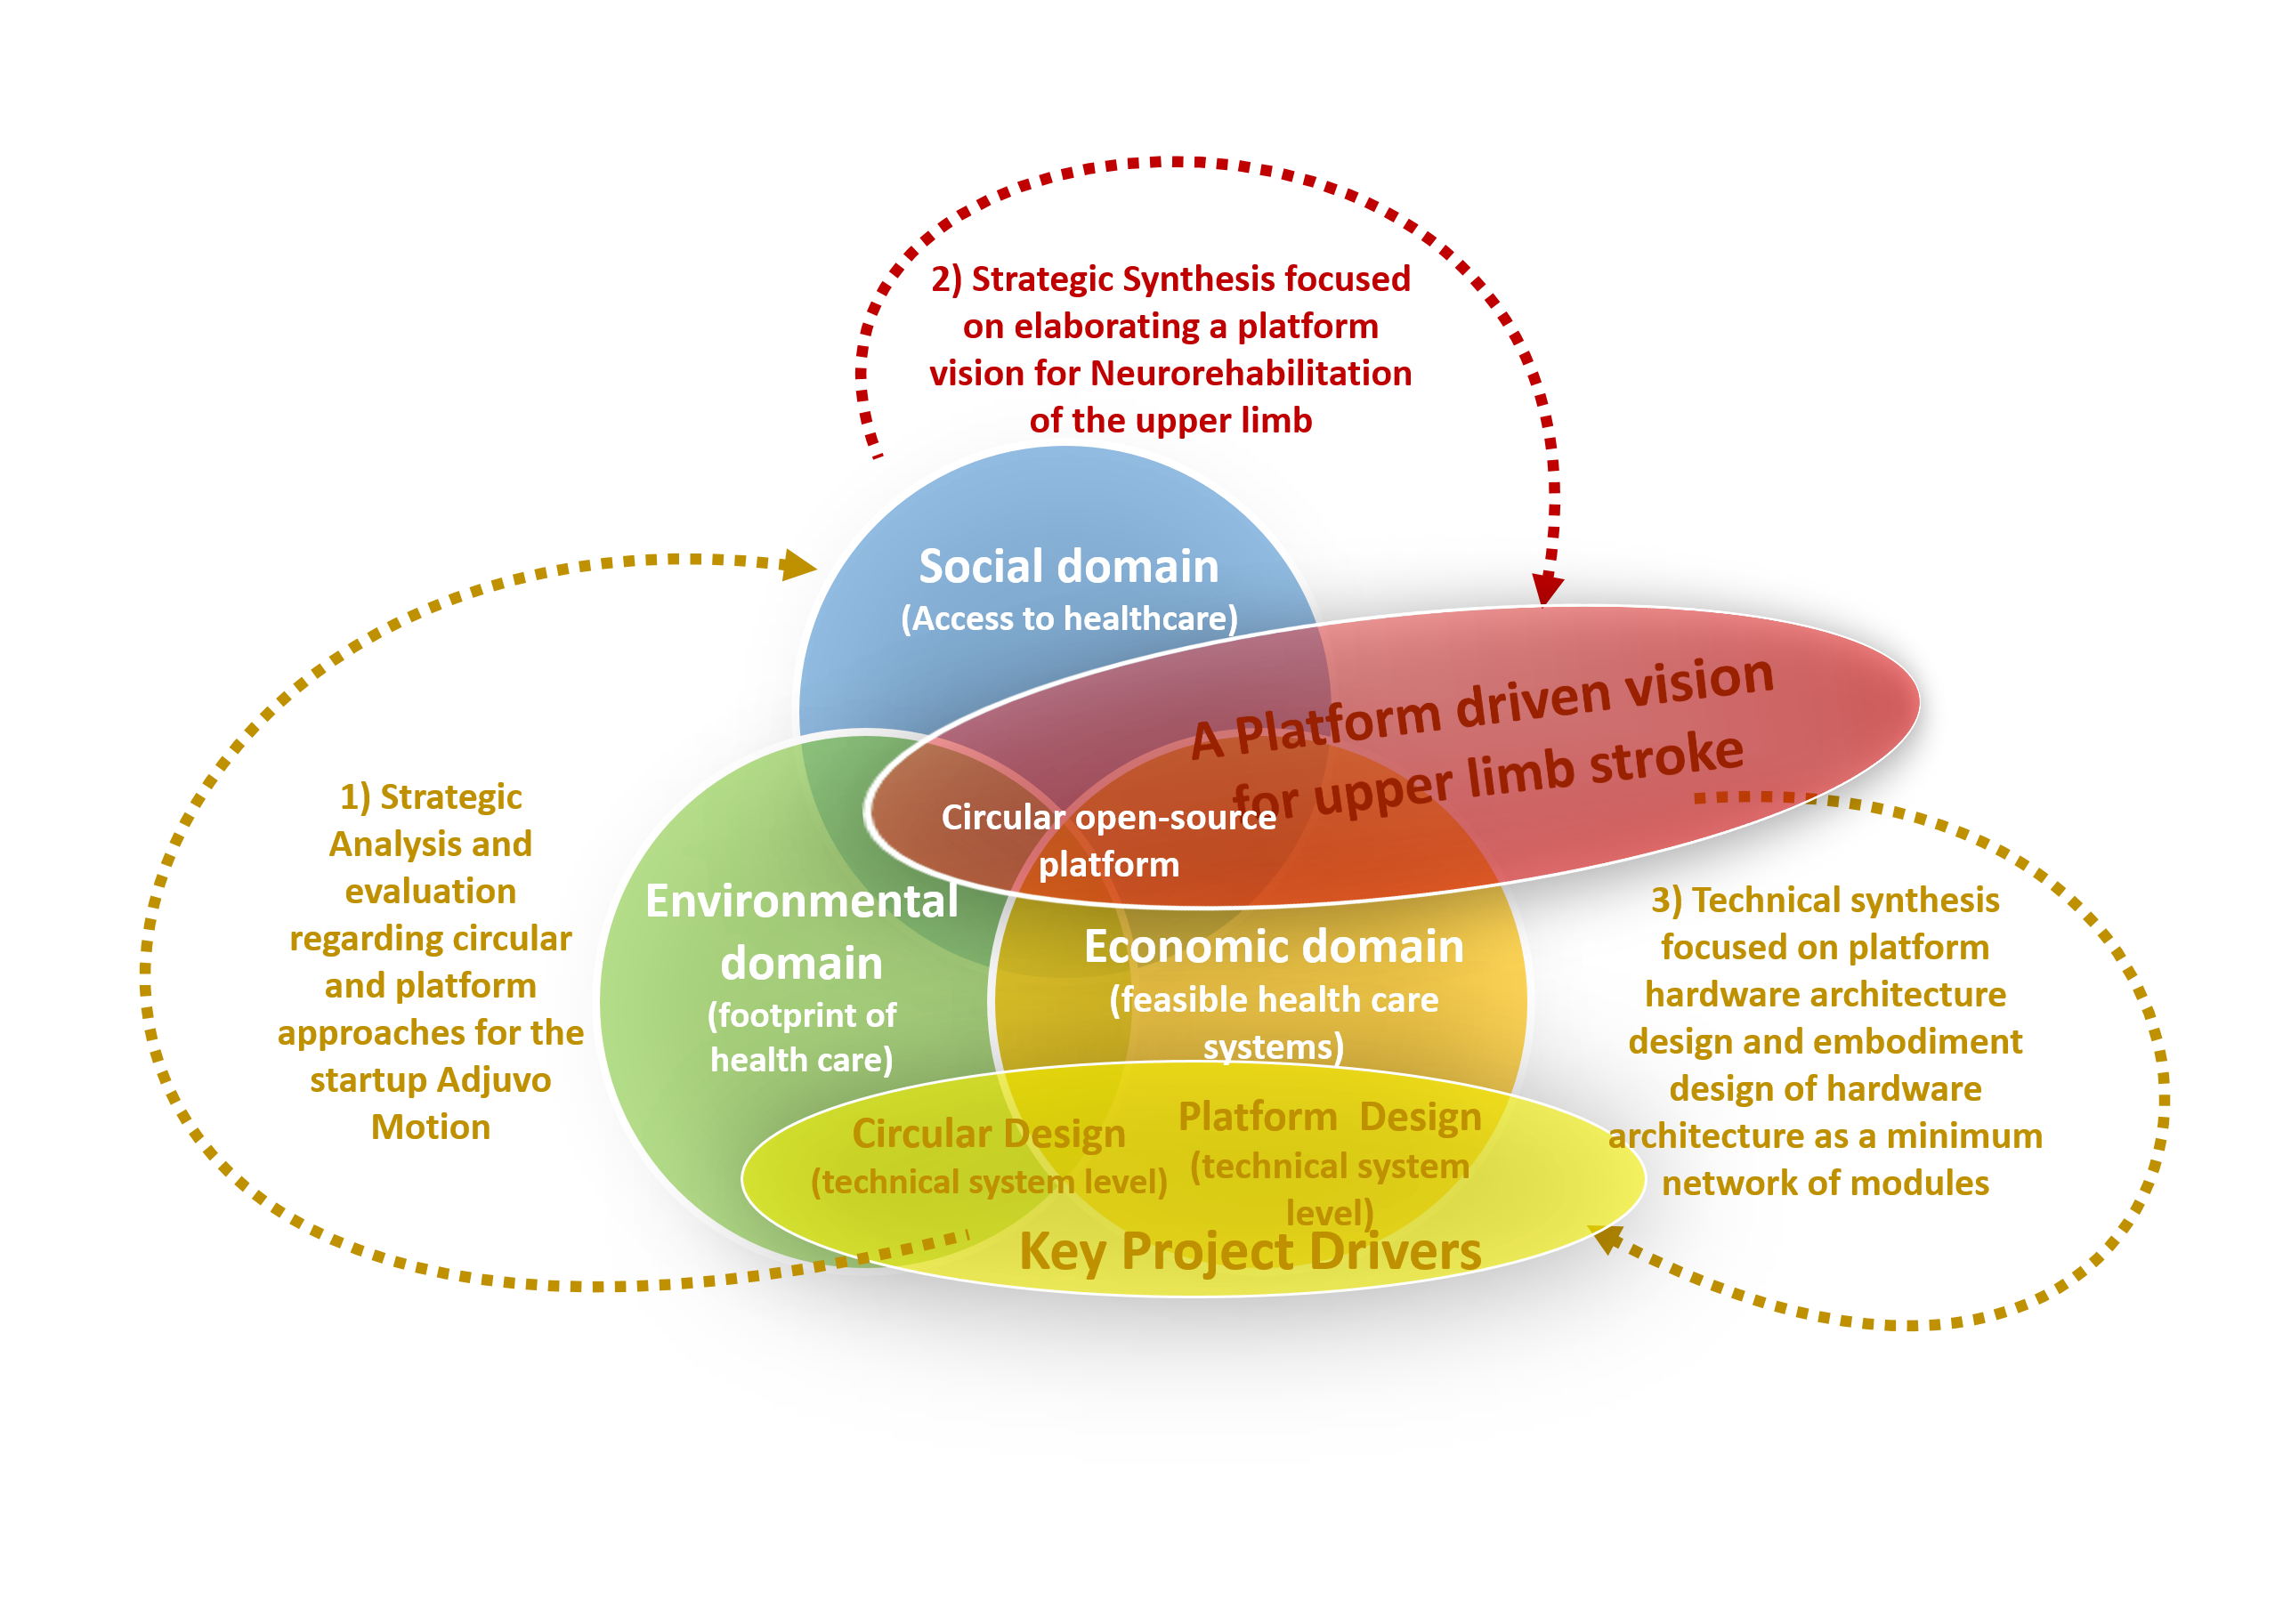 2) Strategic Synthesis focused
on elaborating a platform
vision for Neurorehabilitation
of the upper limb
Social domain
(Access to healthcare)
A Platform driven vision
for upper limb stroke
Circular open-source
platform
1) Strategic
Analysis and
evaluation
regarding circular
and platform
approaches for the
startup Adjuvo
Motion
Environmental
domain
(footprint of
health care)
Economic domain
(feasible health care
systems)
3) Technical synthesis
focused on platform
hardware architecture
design and embodiment
design of hardware
architecture as a minimum
network of modules
Circular Design
(technical system level)
Platform  Design
(technical system
level)
Key Project Drivers